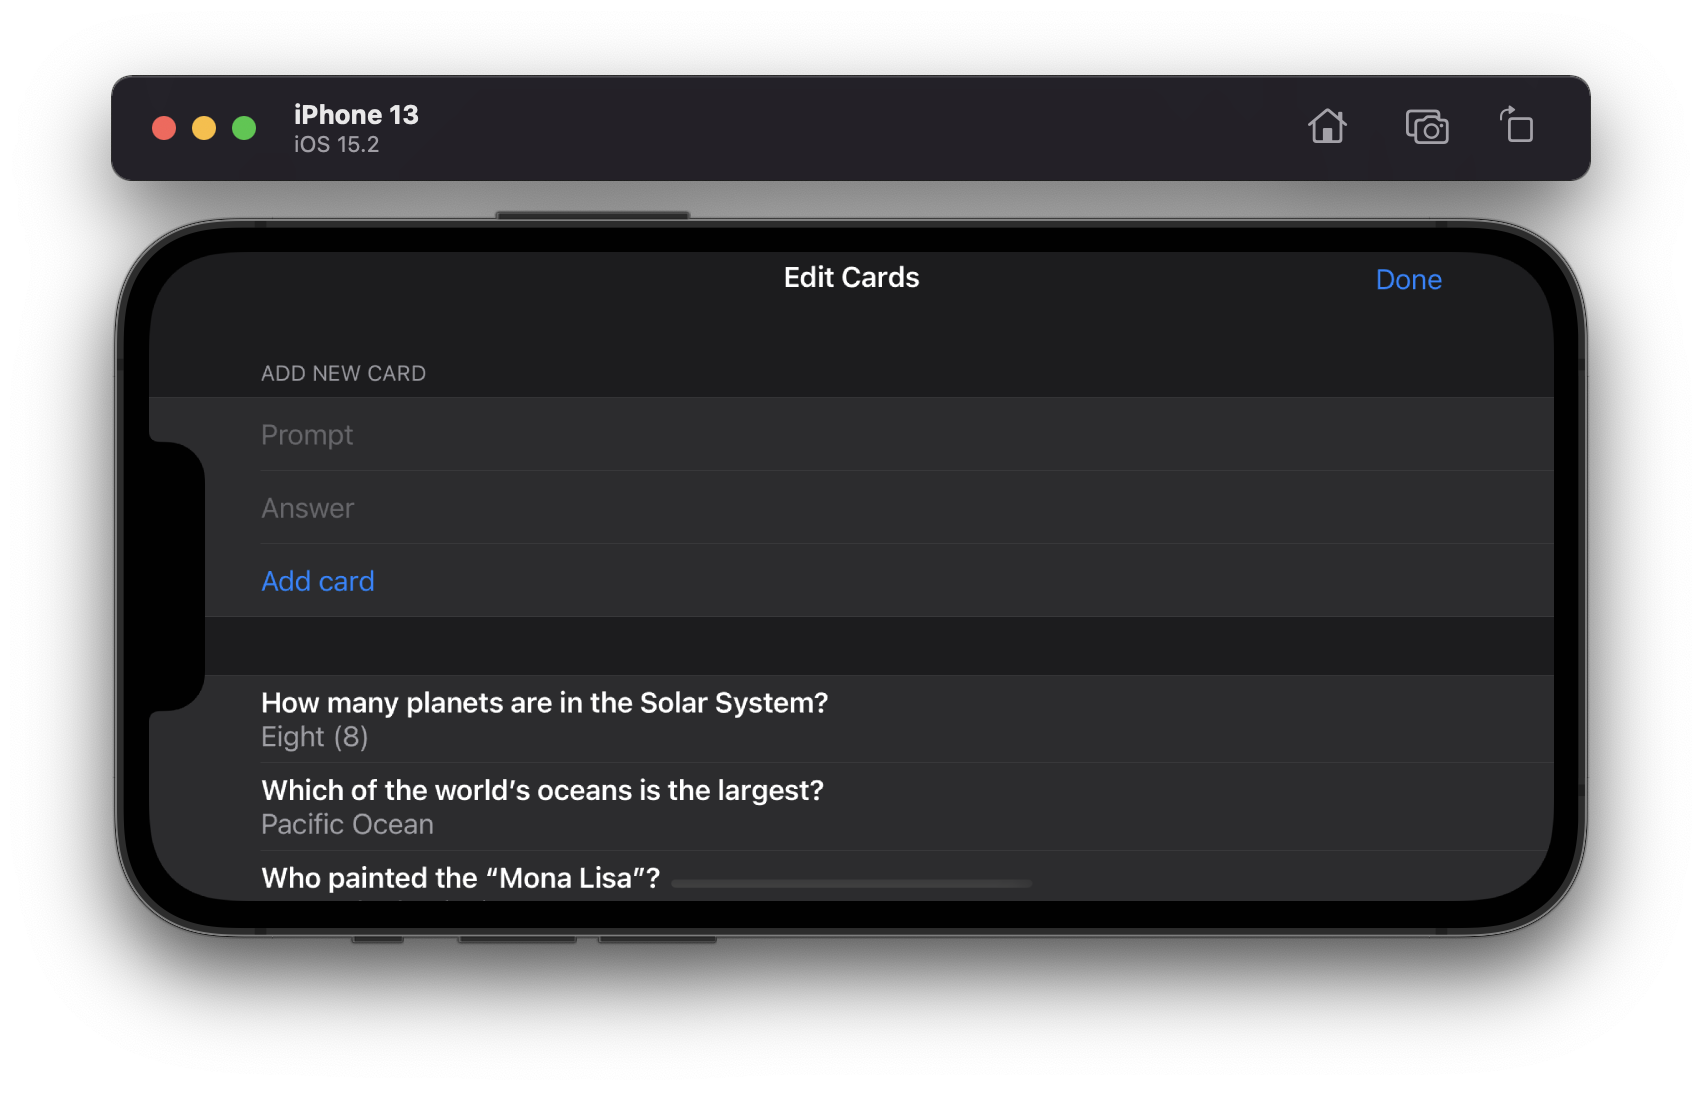 iPhone 13
iOS 15.2
Edit Cards
Done
ADD NEW CARD
Prompt
Answer
Add card
How many planets are in the Solar System?
Eight (8)
Which of the world’s oceans is the largest?
Pacific Ocean
Who painted the “Mona Lisa”?